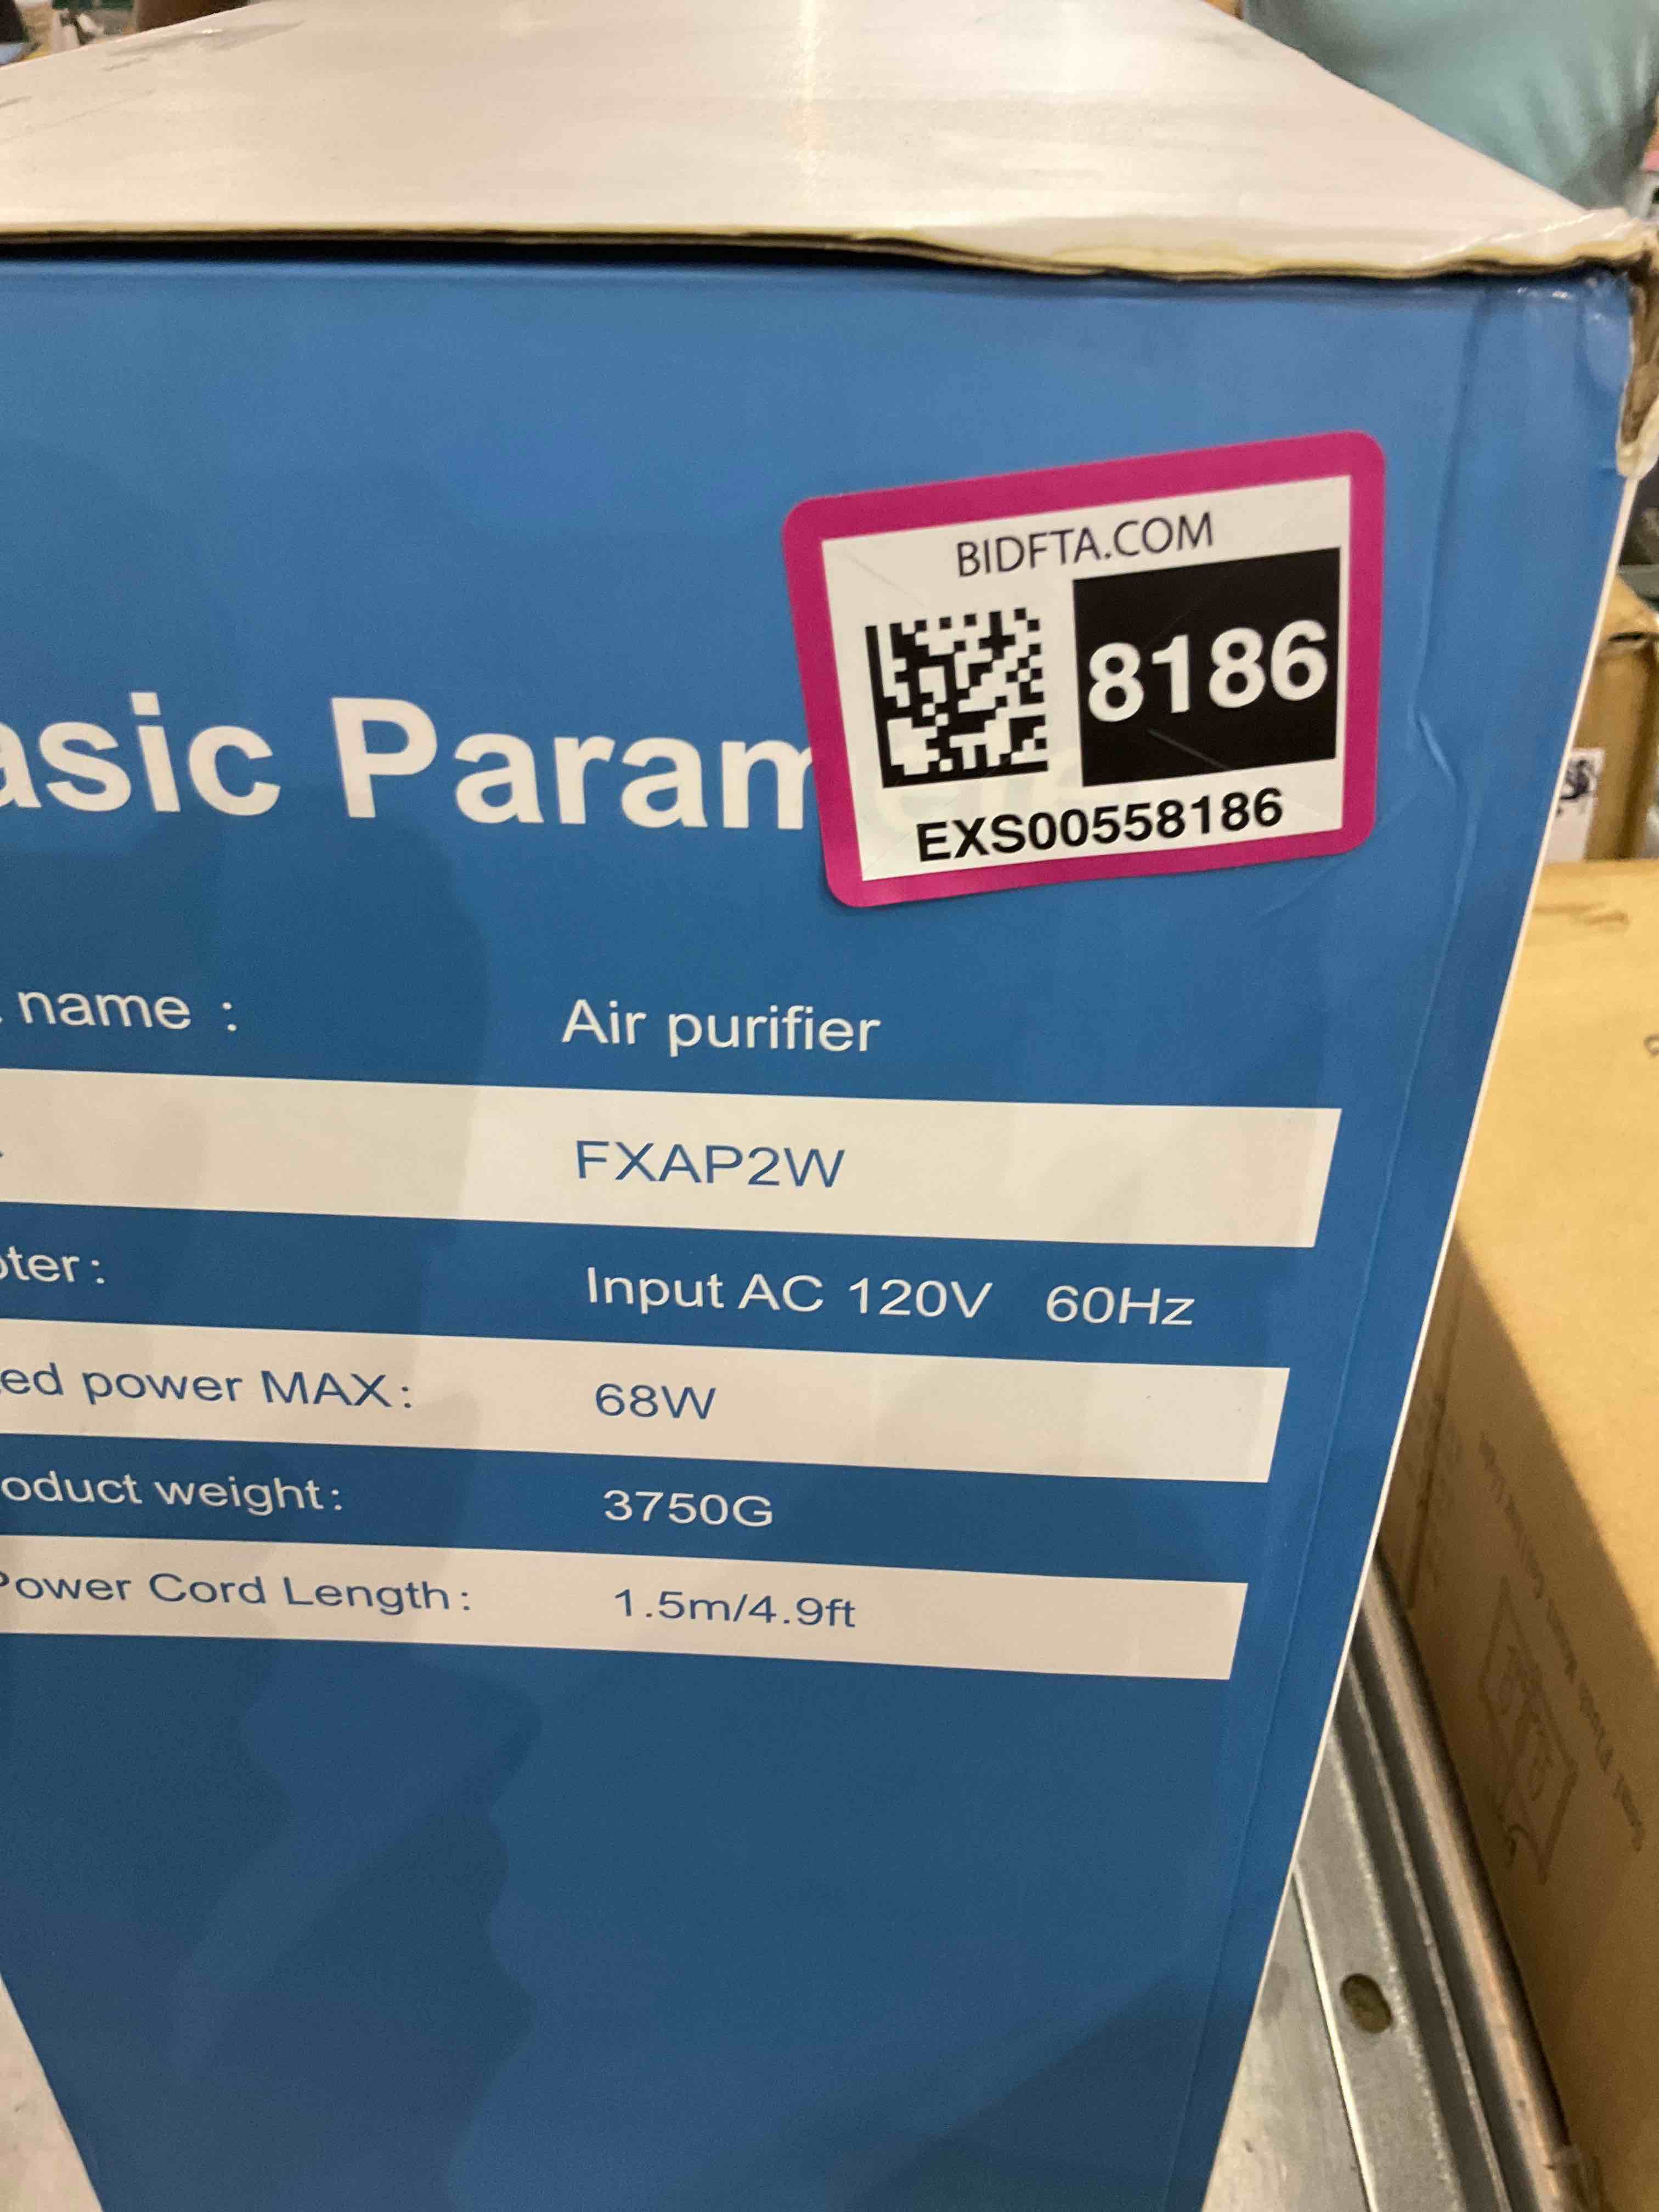 BIDFTA.COM
8186
EXS00558186
asic Param
name : Air purifier
FXAP2W
ter: Input AC 120V 60Hz
ed power MAX: 68W
oduct weight: 3750G
Power Cord Length: 1.5m/4.9ft